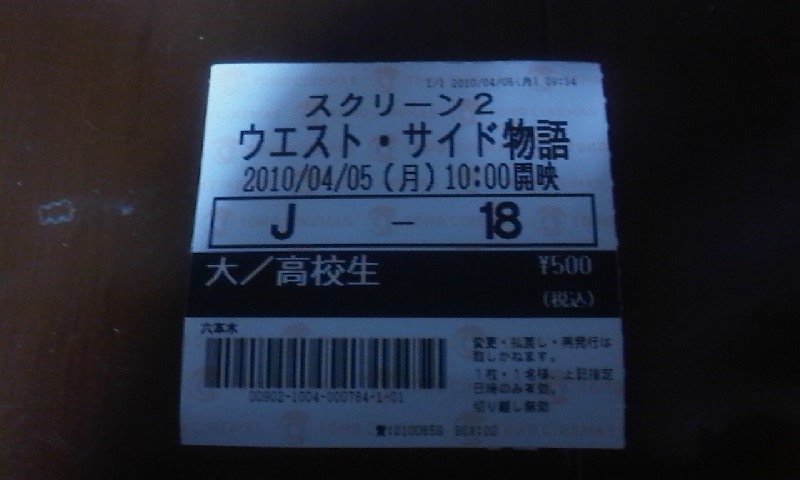 1/1 2010/04/05(月) 09:14
スクリーン2
ウエスト・サイド物語
2010/04/05(月)10:00開映
J － 18
大／高校生 ¥500
(税込)
六本木
変更・払戻し・再発行は
致しかねます。
1枚・1名様、上記指定
日時のみ有効。
切り離し無効
00902-1004-000784-1-01